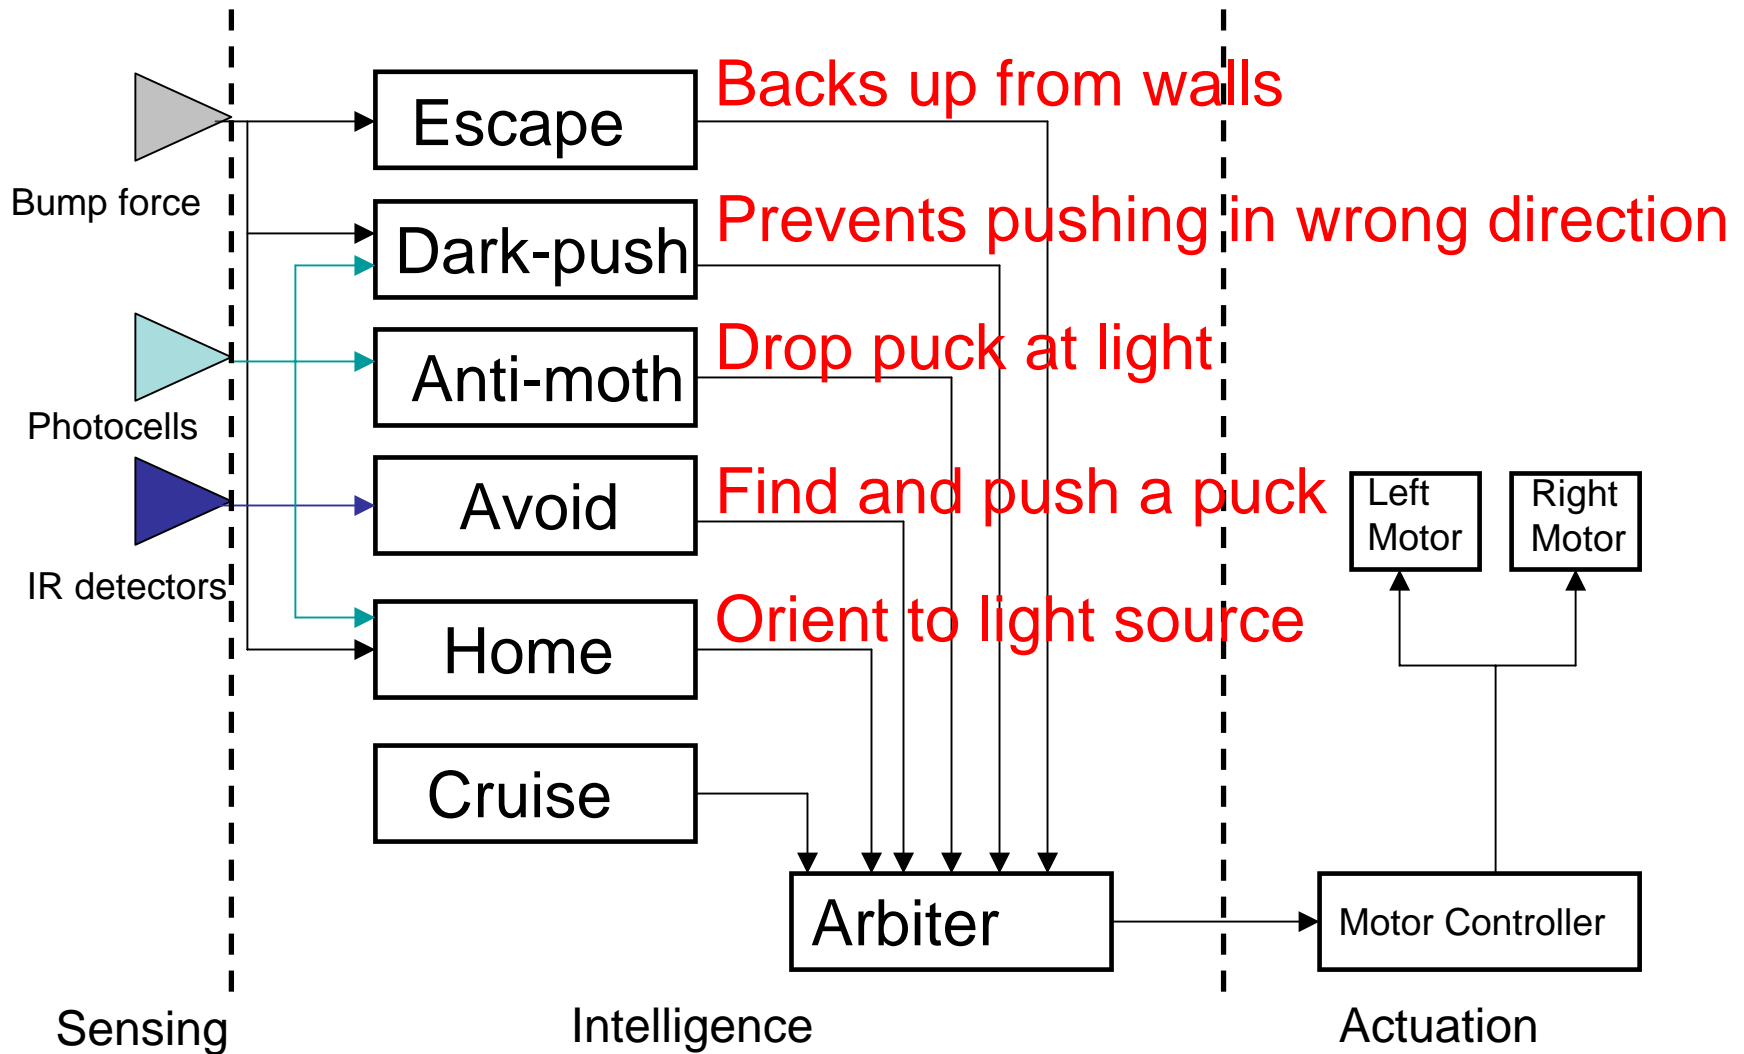 Backs up from walls
Escape
Bump force
Prevents pushing in wrong direction
Dark-push
Drop puck at light
Anti-moth
Photocells
Find and push a puck
Avoid
Left
Motor
Right
Motor
IR detectors
Orient to light source
Home
Cruise
Arbiter
Motor Controller
Sensing
Intelligence
Actuation